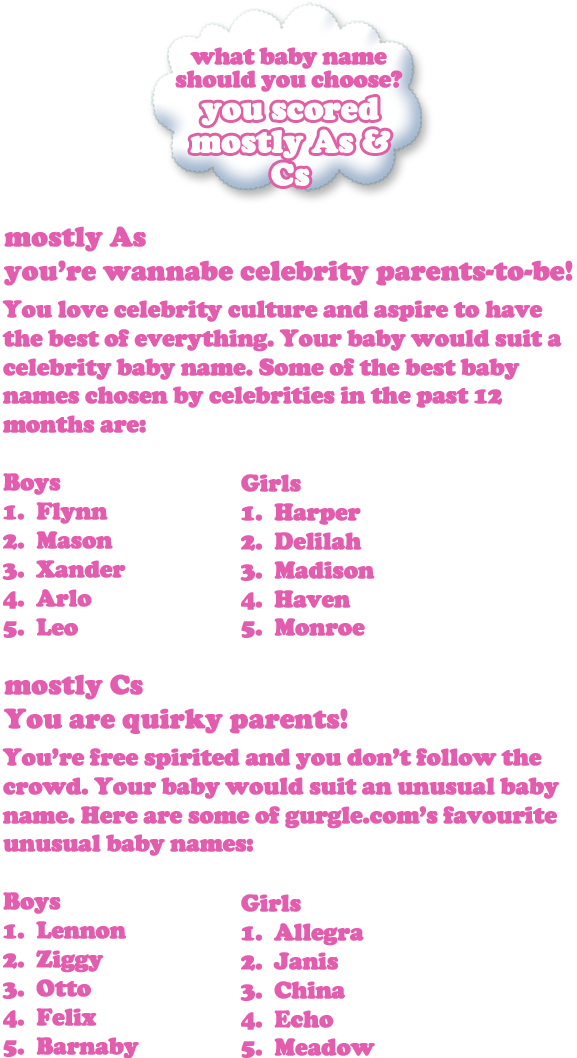 what baby name
should you choose?
you scored
mostly As &
Cs
mostly As
you're wannabe celebrity parents-to-be!
You love celebrity culture and aspire to have
the best of everything. Your baby would suit a
celebrity baby name. Some of the best baby
names chosen by celebrities in the past 12
months are:
Boys
1. Flynn
2. Mason
3. Xander
4. Arlo
5. Leo
Girls
1. Harper
2. Delilah
3. Madison
4. Haven
5. Monroe
mostly Cs
You are quirky parents!
You're free spirited and you don't follow the
crowd. Your baby would suit an unusual baby
name. Here are some of gurgle.com's favourite
unusual baby names:
Boys
1. Lennon
2. Ziggy
3. Otto
4. Felix
5. Barnaby
Girls
1. Allegra
2. Janis
3. China
4. Echo
5. Meadow